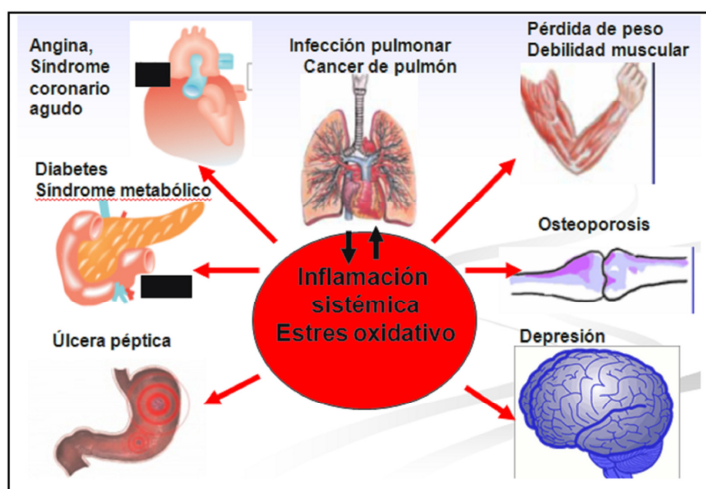 Angina,
Síndrome
coronario
agudo
Infección pulmonar
Cancer de pulmón
Pérdida de peso
Debilidad muscular
Diabetes
Síndrome metabólico
Osteoporosis
Inflamación
sistémica
Estres oxidativo
Úlcera péptica
Depresión